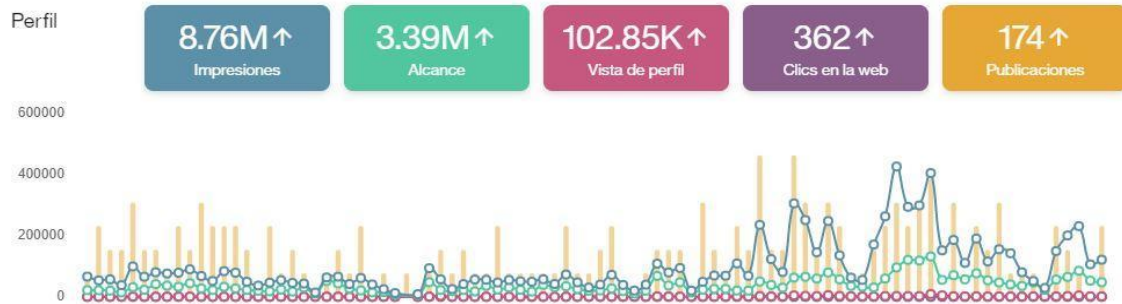 Perfil
8.76M↑ 3.39M↑ 102.85K↑ 362↑ 174↑
Impresiones Alcance Vista de perfil Clics en la web Publicaciones
600000
400000
200000
0